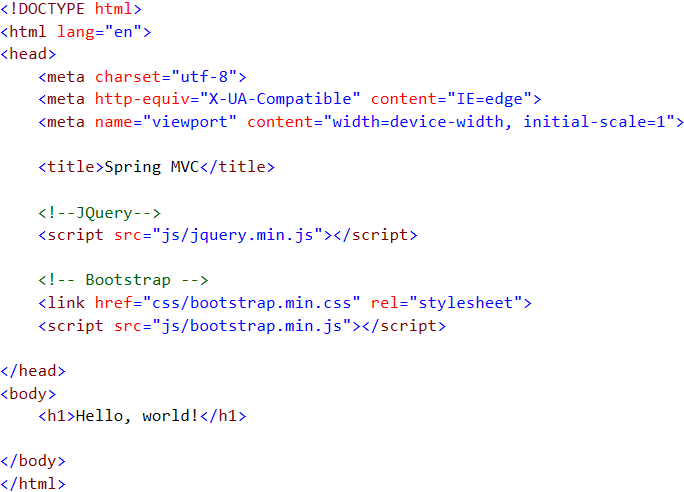 <!DOCTYPE html>
<html lang="en">
<head>
    <meta charset="utf-8">
    <meta http-equiv="X-UA-Compatible" content="IE=edge">
    <meta name="viewport" content="width=device-width, initial-scale=1">
    <title>Spring MVC</title>
    <!--JQuery-->
    <script src="js/jquery.min.js"></script>
    <!-- Bootstrap -->
    <link href="css/bootstrap.min.css" rel="stylesheet">
    <script src="js/bootstrap.min.js"></script>
</head>
<body>
    <h1>Hello, world!</h1>
</body>
</html>